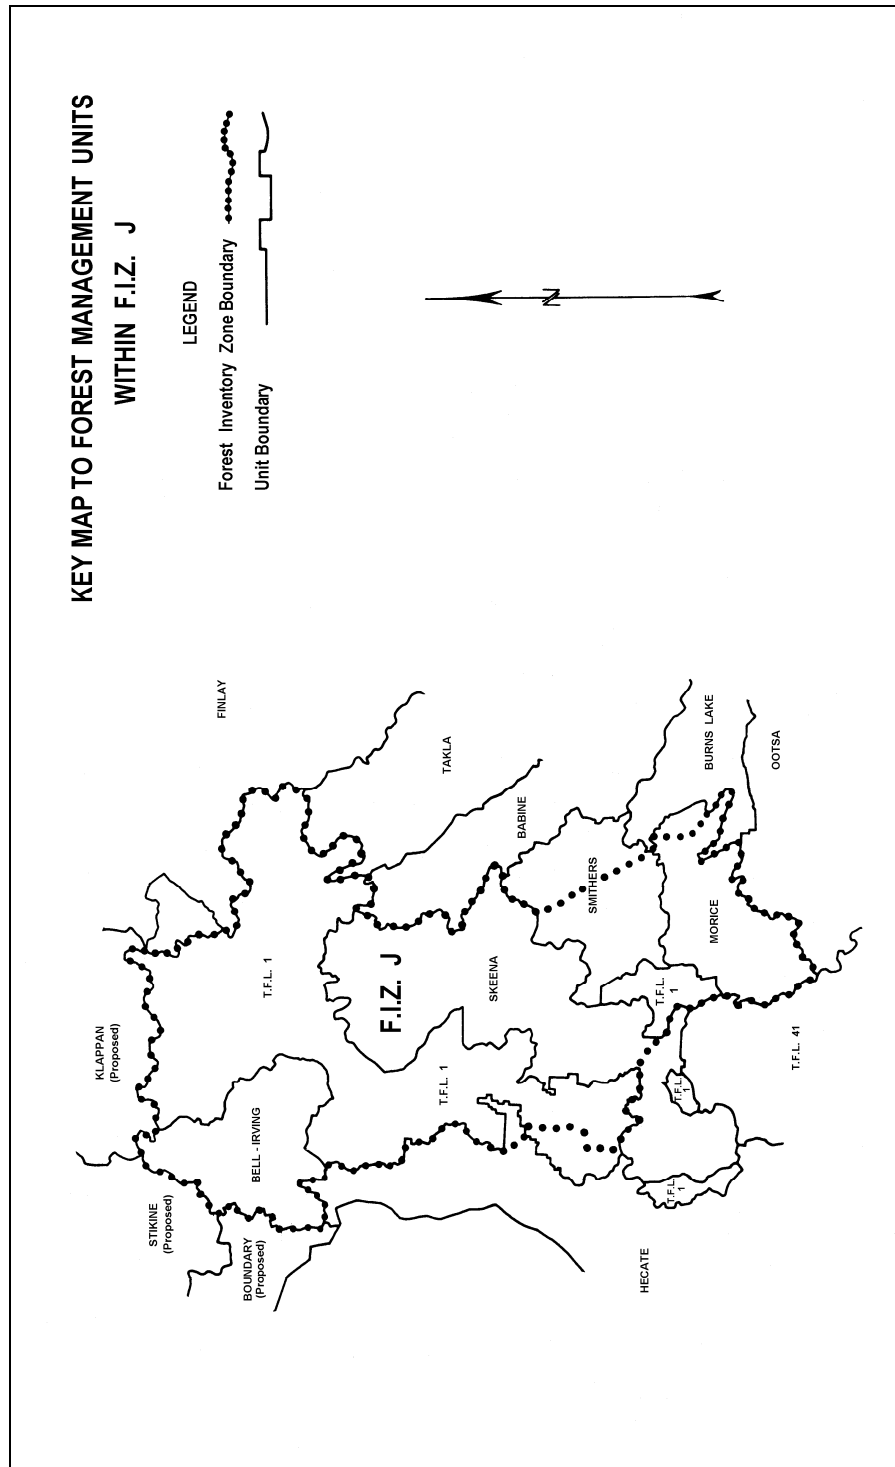 KEY MAP TO FOREST MANAGEMENT UNITS
WITHIN F.I.Z. J
LEGEND
Forest Inventory Zone Boundary
Unit Boundary
N
FINLAY
KLAPPAN
(Proposed)
STIKINE
(Proposed)
BOUNDARY
(Proposed)
BELL - IRVING
T.F.L. 1
TAKLA
F.I.Z. J
T.F.L. 1
SKEENA
BABINE
SMITHERS
BURNS LAKE
OOTSA
MORICE
T.F.L.
1
T.F.L.
1
T.F.L.
1
T.F.L. 41
HECATE